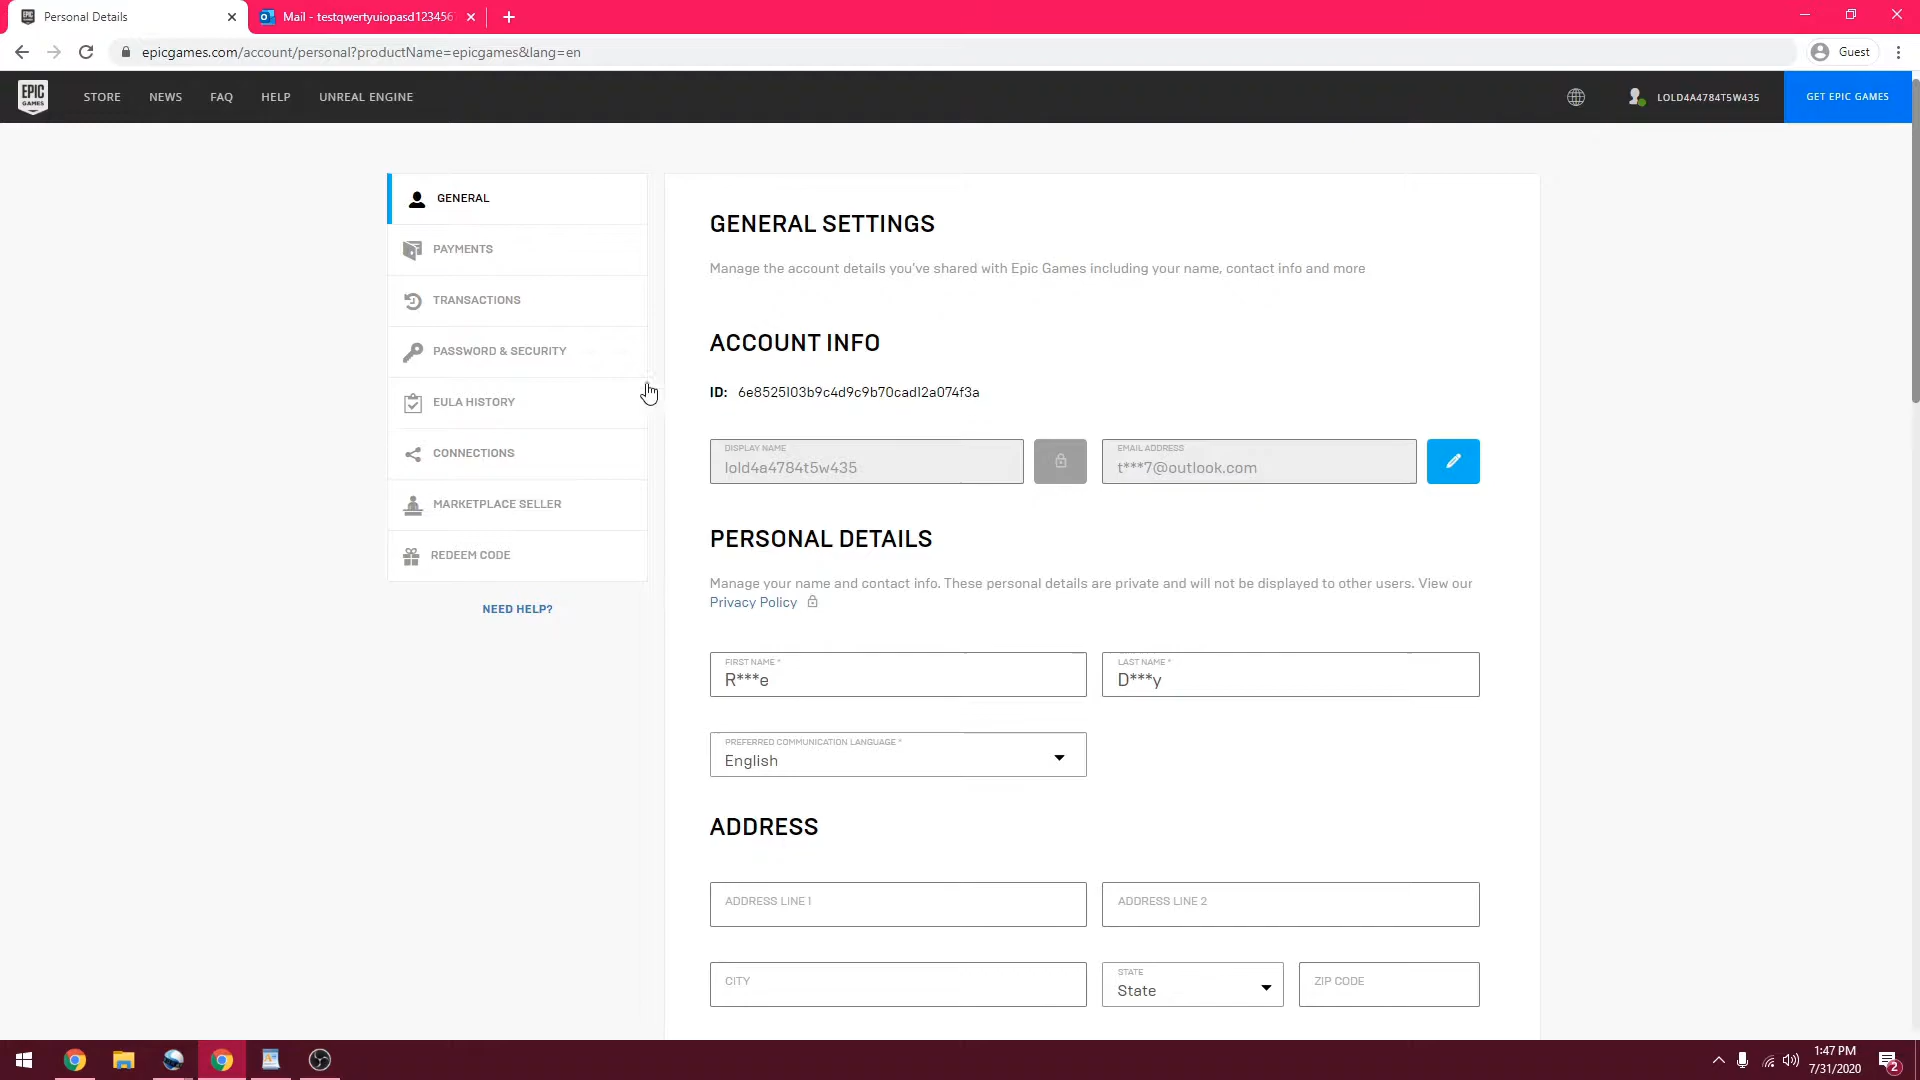 Personal Details
Mail - testqwertyuiopasd123456
epicgames.com/account/personal?productName=epicgames&lang=en
Guest
EPIC GAMES
STORE
NEWS
FAQ
HELP
UNREAL ENGINE
LOLD4A4784T5W435
GET EPIC GAMES
GENERAL
PAYMENTS
TRANSACTIONS
PASSWORD & SECURITY
EULA HISTORY
CONNECTIONS
MARKETPLACE SELLER
REDEEM CODE
NEED HELP?
GENERAL SETTINGS
Manage the account details you've shared with Epic Games including your name, contact info and more
ACCOUNT INFO
ID: 6e8525103b9c4d9c9b70cad12a074f3a
DISPLAY NAME
lold4a4784t5w435
EMAIL ADDRESS
t***7@outlook.com
PERSONAL DETAILS
Manage your name and contact info. These personal details are private and will not be displayed to other users. View our
Privacy Policy
FIRST NAME *
R***e
LAST NAME *
D***y
PREFERRED COMMUNICATION LANGUAGE *
English
ADDRESS
ADDRESS LINE 1
ADDRESS LINE 2
CITY
STATE
State
ZIP CODE
1:47 PM
7/31/2020
2